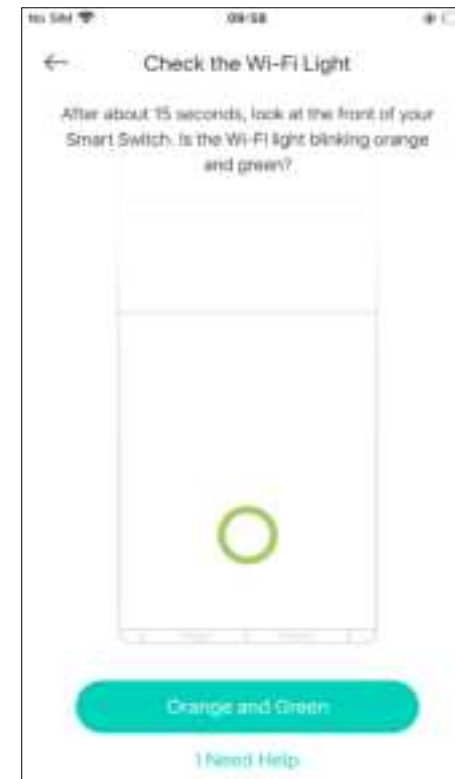 No SIM 09:58
Check the Wi-Fi Light
After about 15 seconds, look at the front of your
Smart Switch. Is the Wi-Fi light blinking orange
and green?
Orange and Green
I Need Help